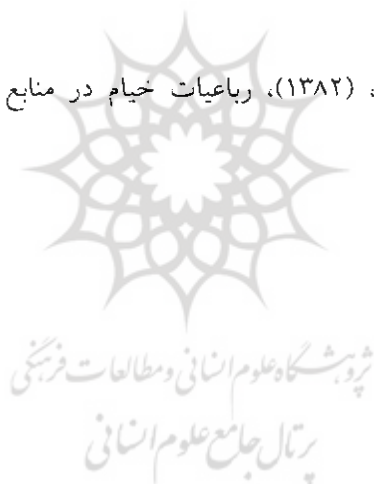 ، (۱۳۸۲)، رباعیات خیام در منابع
پژوهشگاه علوم انسانی و مطالعات فرهنگی
پرتال جامع علوم انسانی